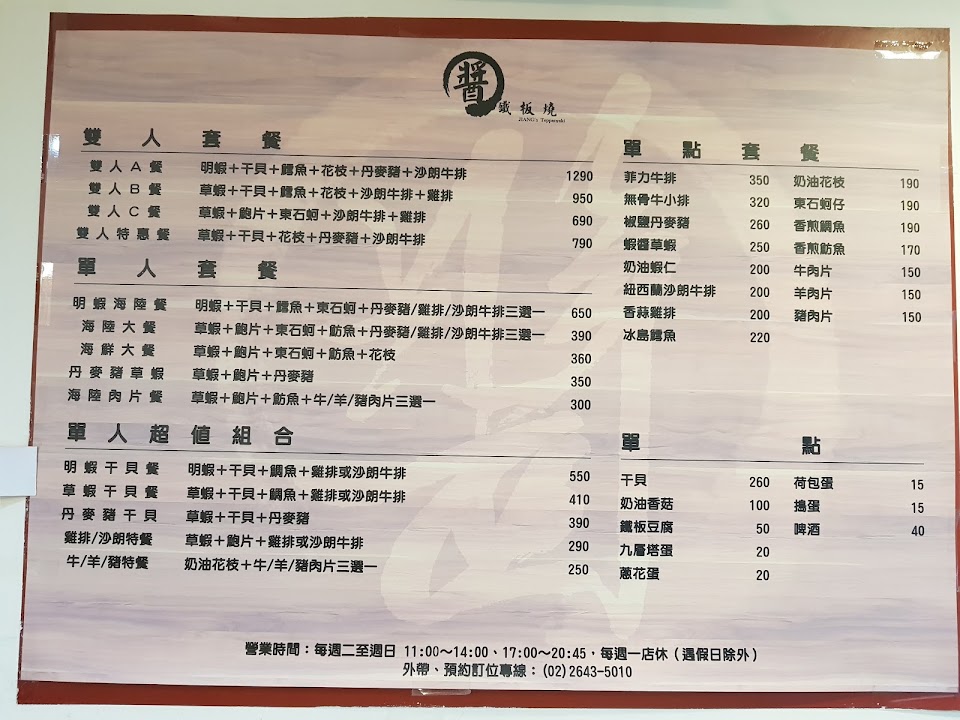 醬
鐵板燒
JIANG's Teppanyaki
雙人套餐
雙人A餐 明蝦+干貝+鱈魚+花枝+丹麥豬+沙朗牛排 1290
雙人B餐 草蝦+干貝+鱈魚+花枝+沙朗牛排+雞排 950
雙人C餐 草蝦+鮑片+東石蚵+沙朗牛排+雞排 690
雙人特惠餐 草蝦+干貝+花枝+丹麥豬+沙朗牛排 790
單人套餐
明蝦海陸餐 明蝦+干貝+鱈魚+東石蚵+丹麥豬/雞排/沙朗牛排三選一 650
海陸大餐 草蝦+鮑片+東石蚵+魴魚+丹麥豬/雞排/沙朗牛排三選一 390
海鮮大餐 草蝦+鮑片+東石蚵+魴魚+花枝 360
丹麥豬草蝦 草蝦+鮑片+丹麥豬 350
海陸肉片餐 草蝦+鮑片+魴魚+牛/羊/豬肉片三選一 300
單人超值組合
明蝦干貝餐 明蝦+干貝+鯛魚+雞排或沙朗牛排 550
草蝦干貝餐 草蝦+干貝+鯛魚+雞排或沙朗牛排 410
丹麥豬干貝 草蝦+干貝+丹麥豬 390
雞排/沙朗特餐 草蝦+鮑片+雞排或沙朗牛排 290
牛/羊/豬特餐 奶油花枝+牛/羊/豬肉片三選一 250
單點套餐
菲力牛排 350 奶油花枝 190
無骨牛小排 320 東石蚵仔 190
椒鹽丹麥豬 260 香煎鯛魚 190
蝦醬草蝦 250 香煎魴魚 170
奶油蝦仁 200 牛肉片 150
紐西蘭沙朗牛排 200 羊肉片 150
香蒜雞排 200 豬肉片 150
冰島鱈魚 220
單點
干貝 260 荷包蛋 15
奶油香菇 100 搗蛋 15
鐵板豆腐 50 啤酒 40
九層塔蛋 20
蔥花蛋 20
營業時間:每週二至週日 11:00~14:00、17:00~20:45,每週一店休(遇假日除外)
外帶、預約訂位專線:(02)2643-5010